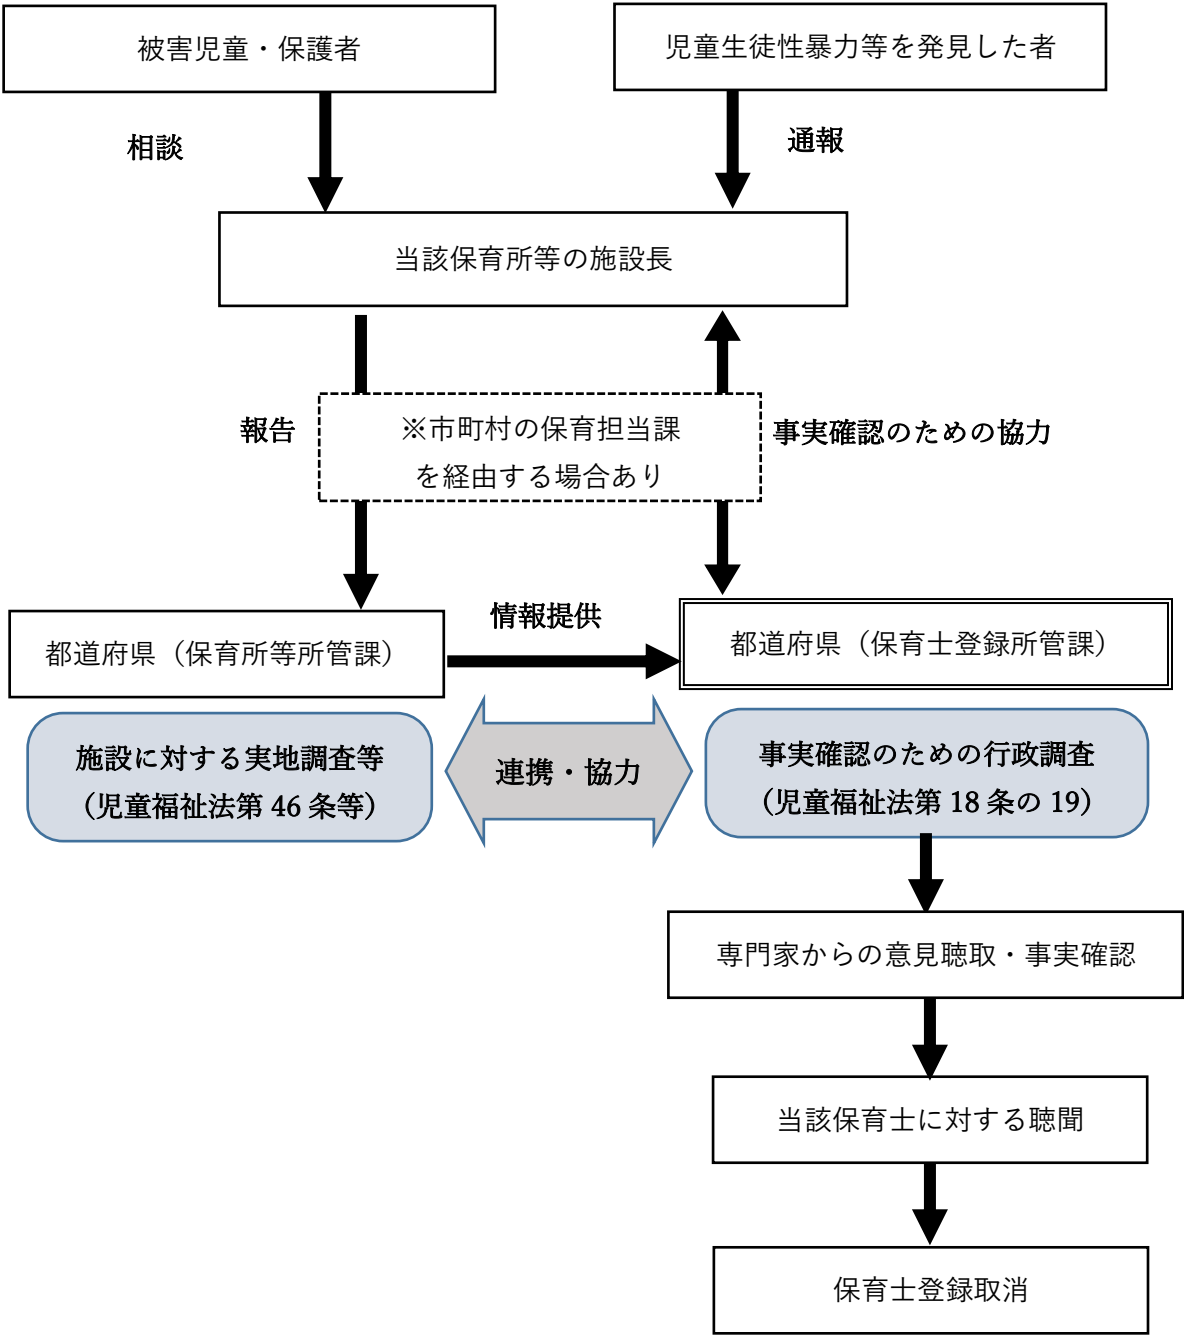 被害児童・保護者
児童生徒性暴力等を発見した者
相談
通報
当該保育所等の施設長
報告
※市町村の保育担当課
を経由する場合あり
事実確認のための協力
都道府県（保育所等所管課）
情報提供
都道府県（保育士登録所管課）
施設に対する実地調査等
（児童福祉法第 46 条等）
連携・協力
事実確認のための行政調査
（児童福祉法第 18 条の 19）
専門家からの意見聴取・事実確認
当該保育士に対する聴聞
保育士登録取消